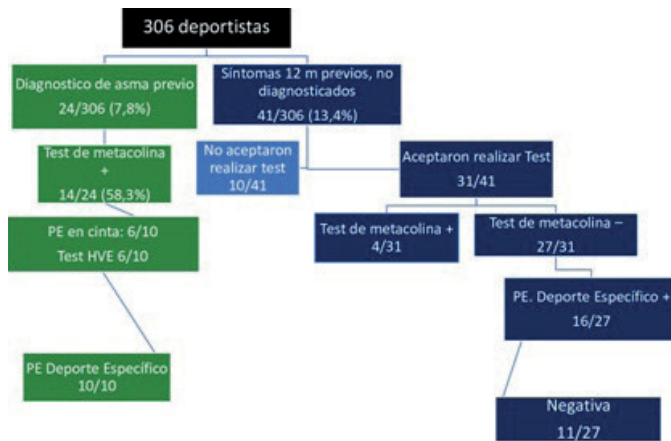 306 deportistas
Diagnostico de asma previo
24/306 (7,8%)
Síntomas 12 m previos, no
diagnosticados
41/306 (13,4%)
Test de metacolina
+
14/24 (58,3%)
No aceptaron realizar
test
10/41
Aceptaron realizar Test
31/41
PE en cinta: 6/10
Test HVE 6/10
Test de metacolina +
4/31
Test de metacolina –
27/31
PE. Deporte Específico +
16/27
PE Deporte Específico
10/10
Negativa
11/27